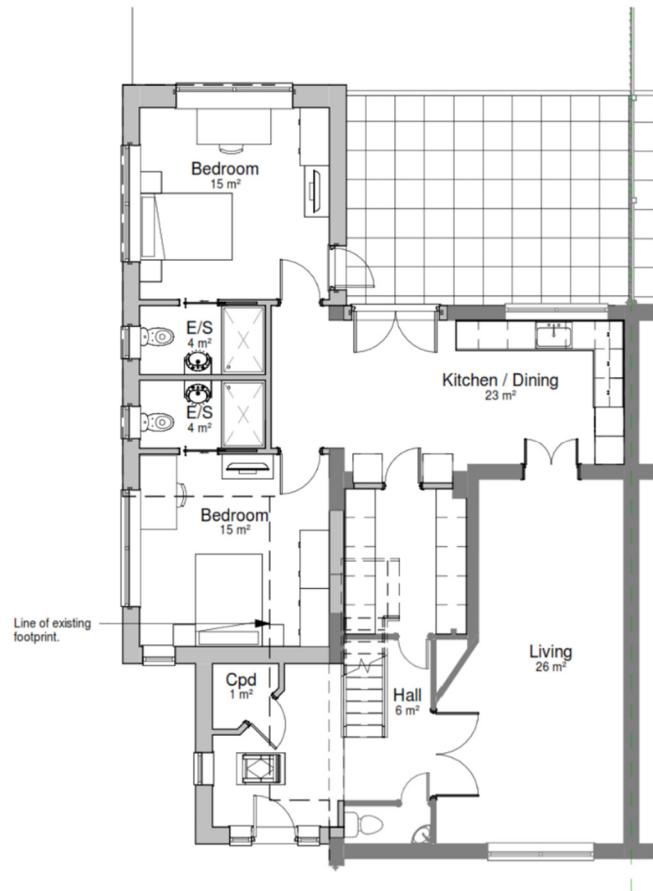 Bedroom
15 m²
E/S
4 m²
E/S
4 m²
Kitchen / Dining
23 m²
Bedroom
15 m²
Line of existing
footprint.
Cpd
1 m²
Hall
6 m²
Living
26 m²